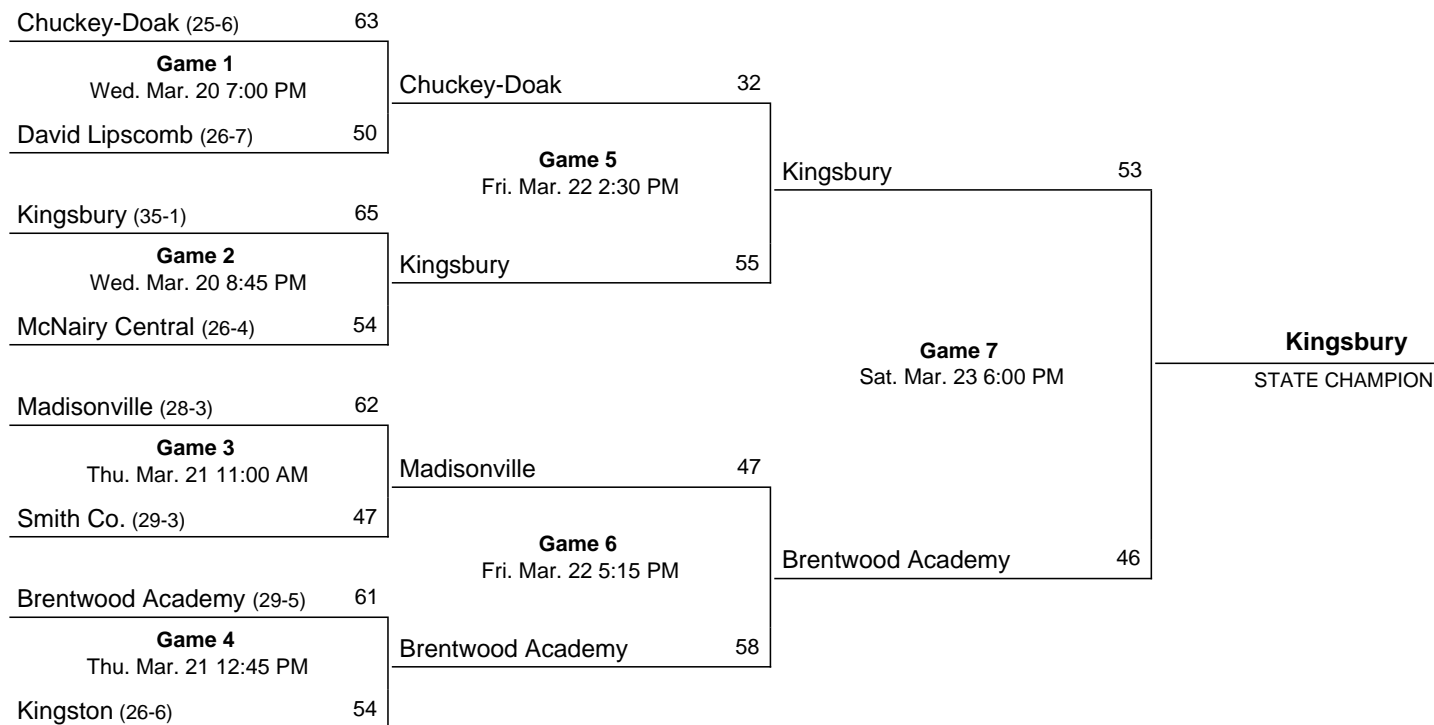 Chuckey-Doak (25-6) 63
Game 1
Wed. Mar. 20 7:00 PM
David Lipscomb (26-7) 50
Kingsbury (35-1) 65
Game 2
Wed. Mar. 20 8:45 PM
McNairy Central (26-4) 54
Madisonville (28-3) 62
Game 3
Thu. Mar. 21 11:00 AM
Smith Co. (29-3) 47
Brentwood Academy (29-5) 61
Game 4
Thu. Mar. 21 12:45 PM
Kingston (26-6) 54
Chuckey-Doak 32
Game 5
Fri. Mar. 22 2:30 PM
Kingsbury 55
Madisonville 47
Game 6
Fri. Mar. 22 5:15 PM
Brentwood Academy 58
Kingsbury 53
Game 7
Sat. Mar. 23 6:00 PM
Brentwood Academy 46
Kingsbury
STATE CHAMPION